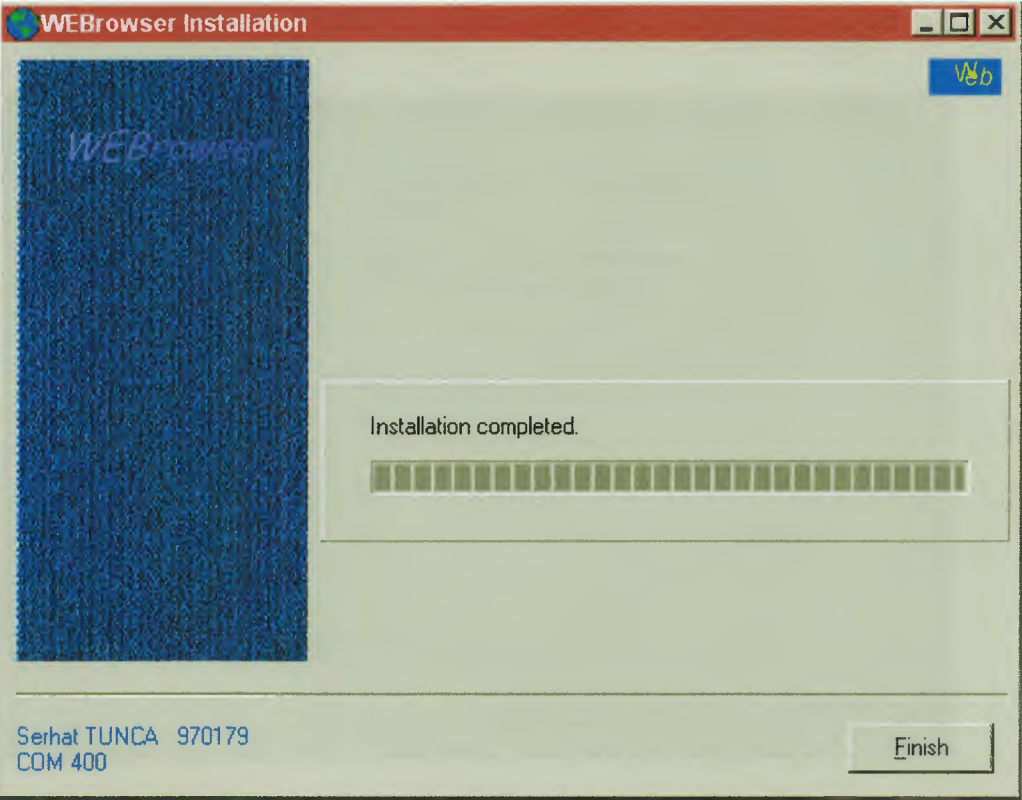 WEBrowser Installation
Web
WEBrowser
Installation completed.
Serhat TUNCA 970179
COM 400
Finish